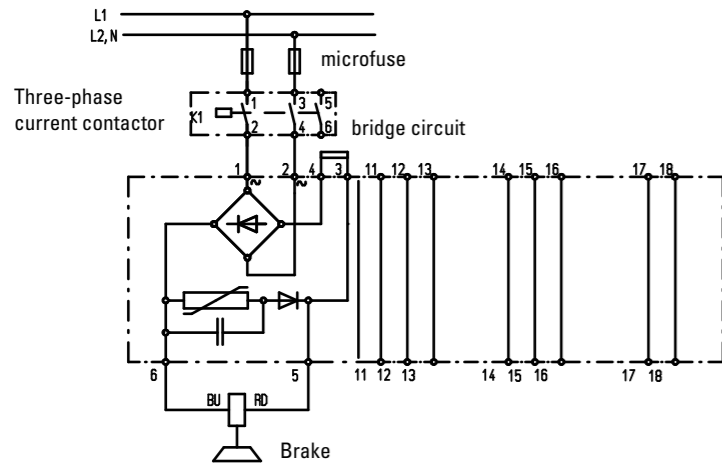 L1
L2, N
microfuse
Three-phase
current contactor
K1
1 3 5
2 4 6
bridge circuit
1 2 4 3 11 12 13 14 15 16 17 18
~ ~
6 5 11 12 13 14 15 16 17 18
BU RD
Brake